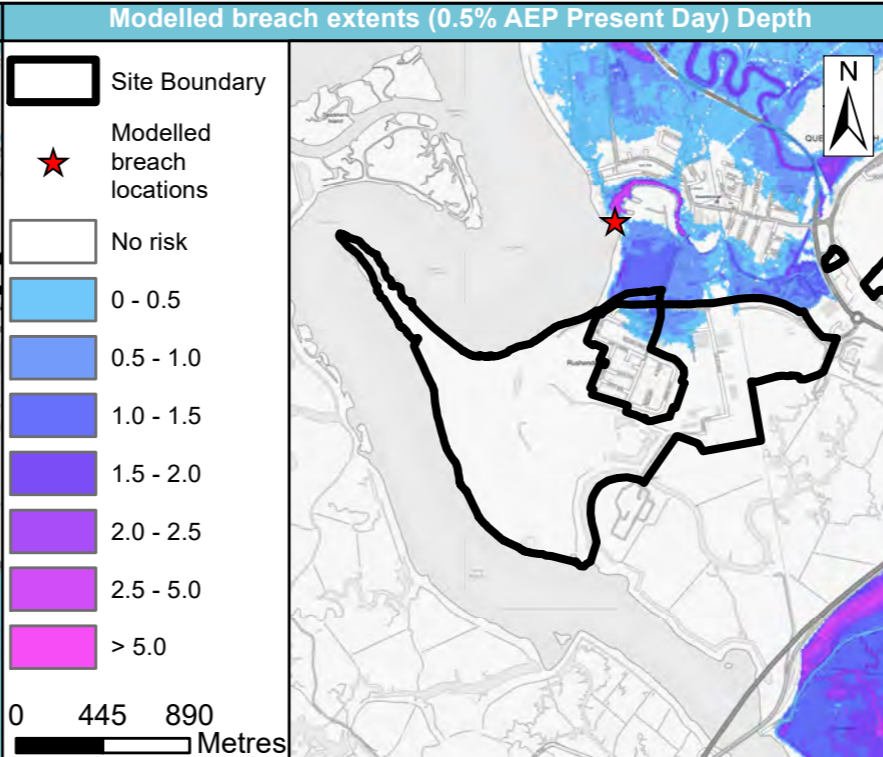 Modelled breach extents (0.5% AEP Present Day) Depth
Site Boundary
Modelled
breach
locations
No risk
0 - 0.5
0.5 - 1.0
1.0 - 1.5
1.5 - 2.0
2.0 - 2.5
2.5 - 5.0
> 5.0
0 445 890
Metres
N